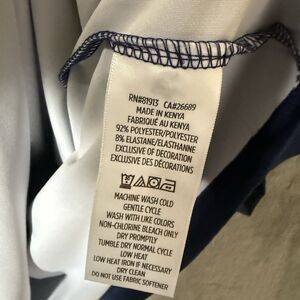 RN#81913 CA#26689
MADE IN KENYA
FABRIQUÉ AU KENYA
92% POLYESTER/POLYESTER
8% ELASTANE/ÉLASTHANNE
EXCLUSIVE OF DECORATION
EXCLUSIVE DES DÉCORATION
MACHINE WASH COLD
GENTLE CYCLE
WASH WITH LIKE COLORS
NON-CHLORINE BLEACH ONLY
DRY PROMPTLY
TUMBLE DRY NORMAL CYCLE
LOW HEAT
LOW HEAT IRON IF NECESSARY
DRY CLEAN
DO NOT USE FABRIC SOFTENER